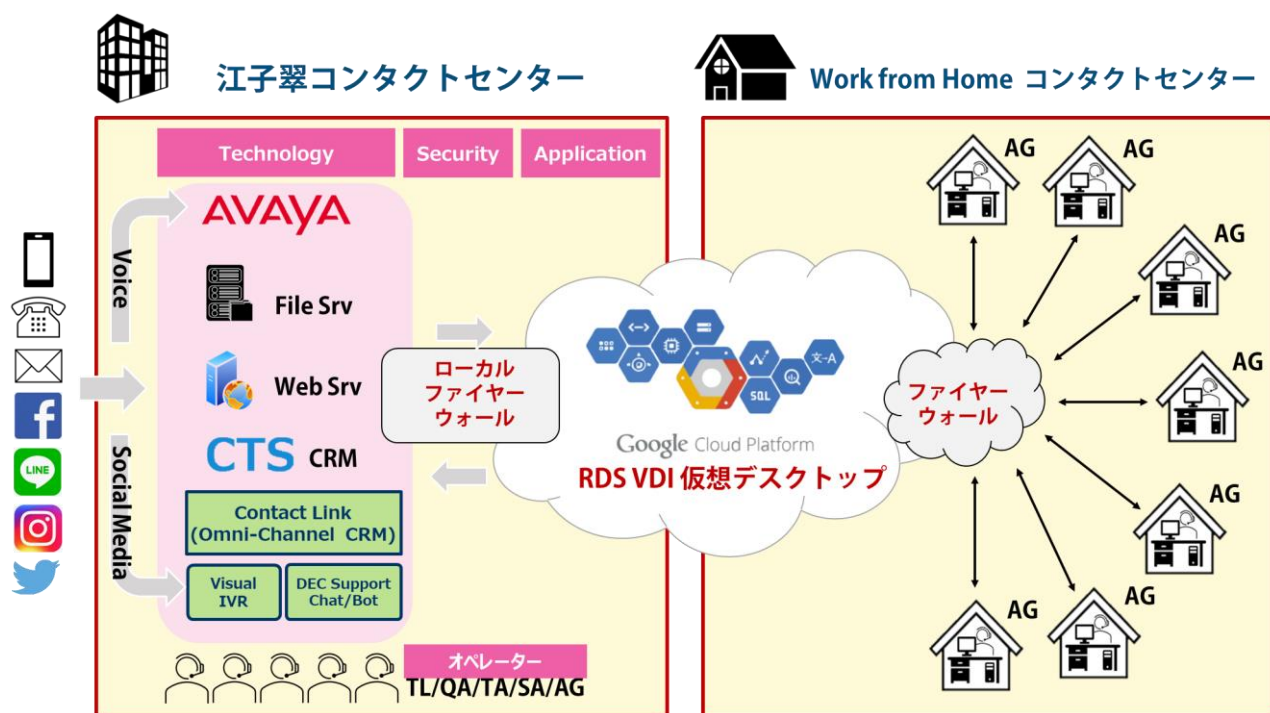 江子翠コンタクトセンター
Work from Home コンタクトセンター
Technology
Security
Application
AVAYA
Voice
File Srv
Web Srv
CTS CRM
Social Media
LINE
Contact Link
(Omni-Channel CRM)
Visual
IVR
DEC Support
Chat/Bot
オペレーター
TL/QA/TA/SA/AG
ローカル
ファイヤー
ウォール
SQL
文-A
Google Cloud Platform
RDS VDI 仮想デスクトップ
ファイヤー
ウォール
AG
AG
AG
AG
AG
AG
AG